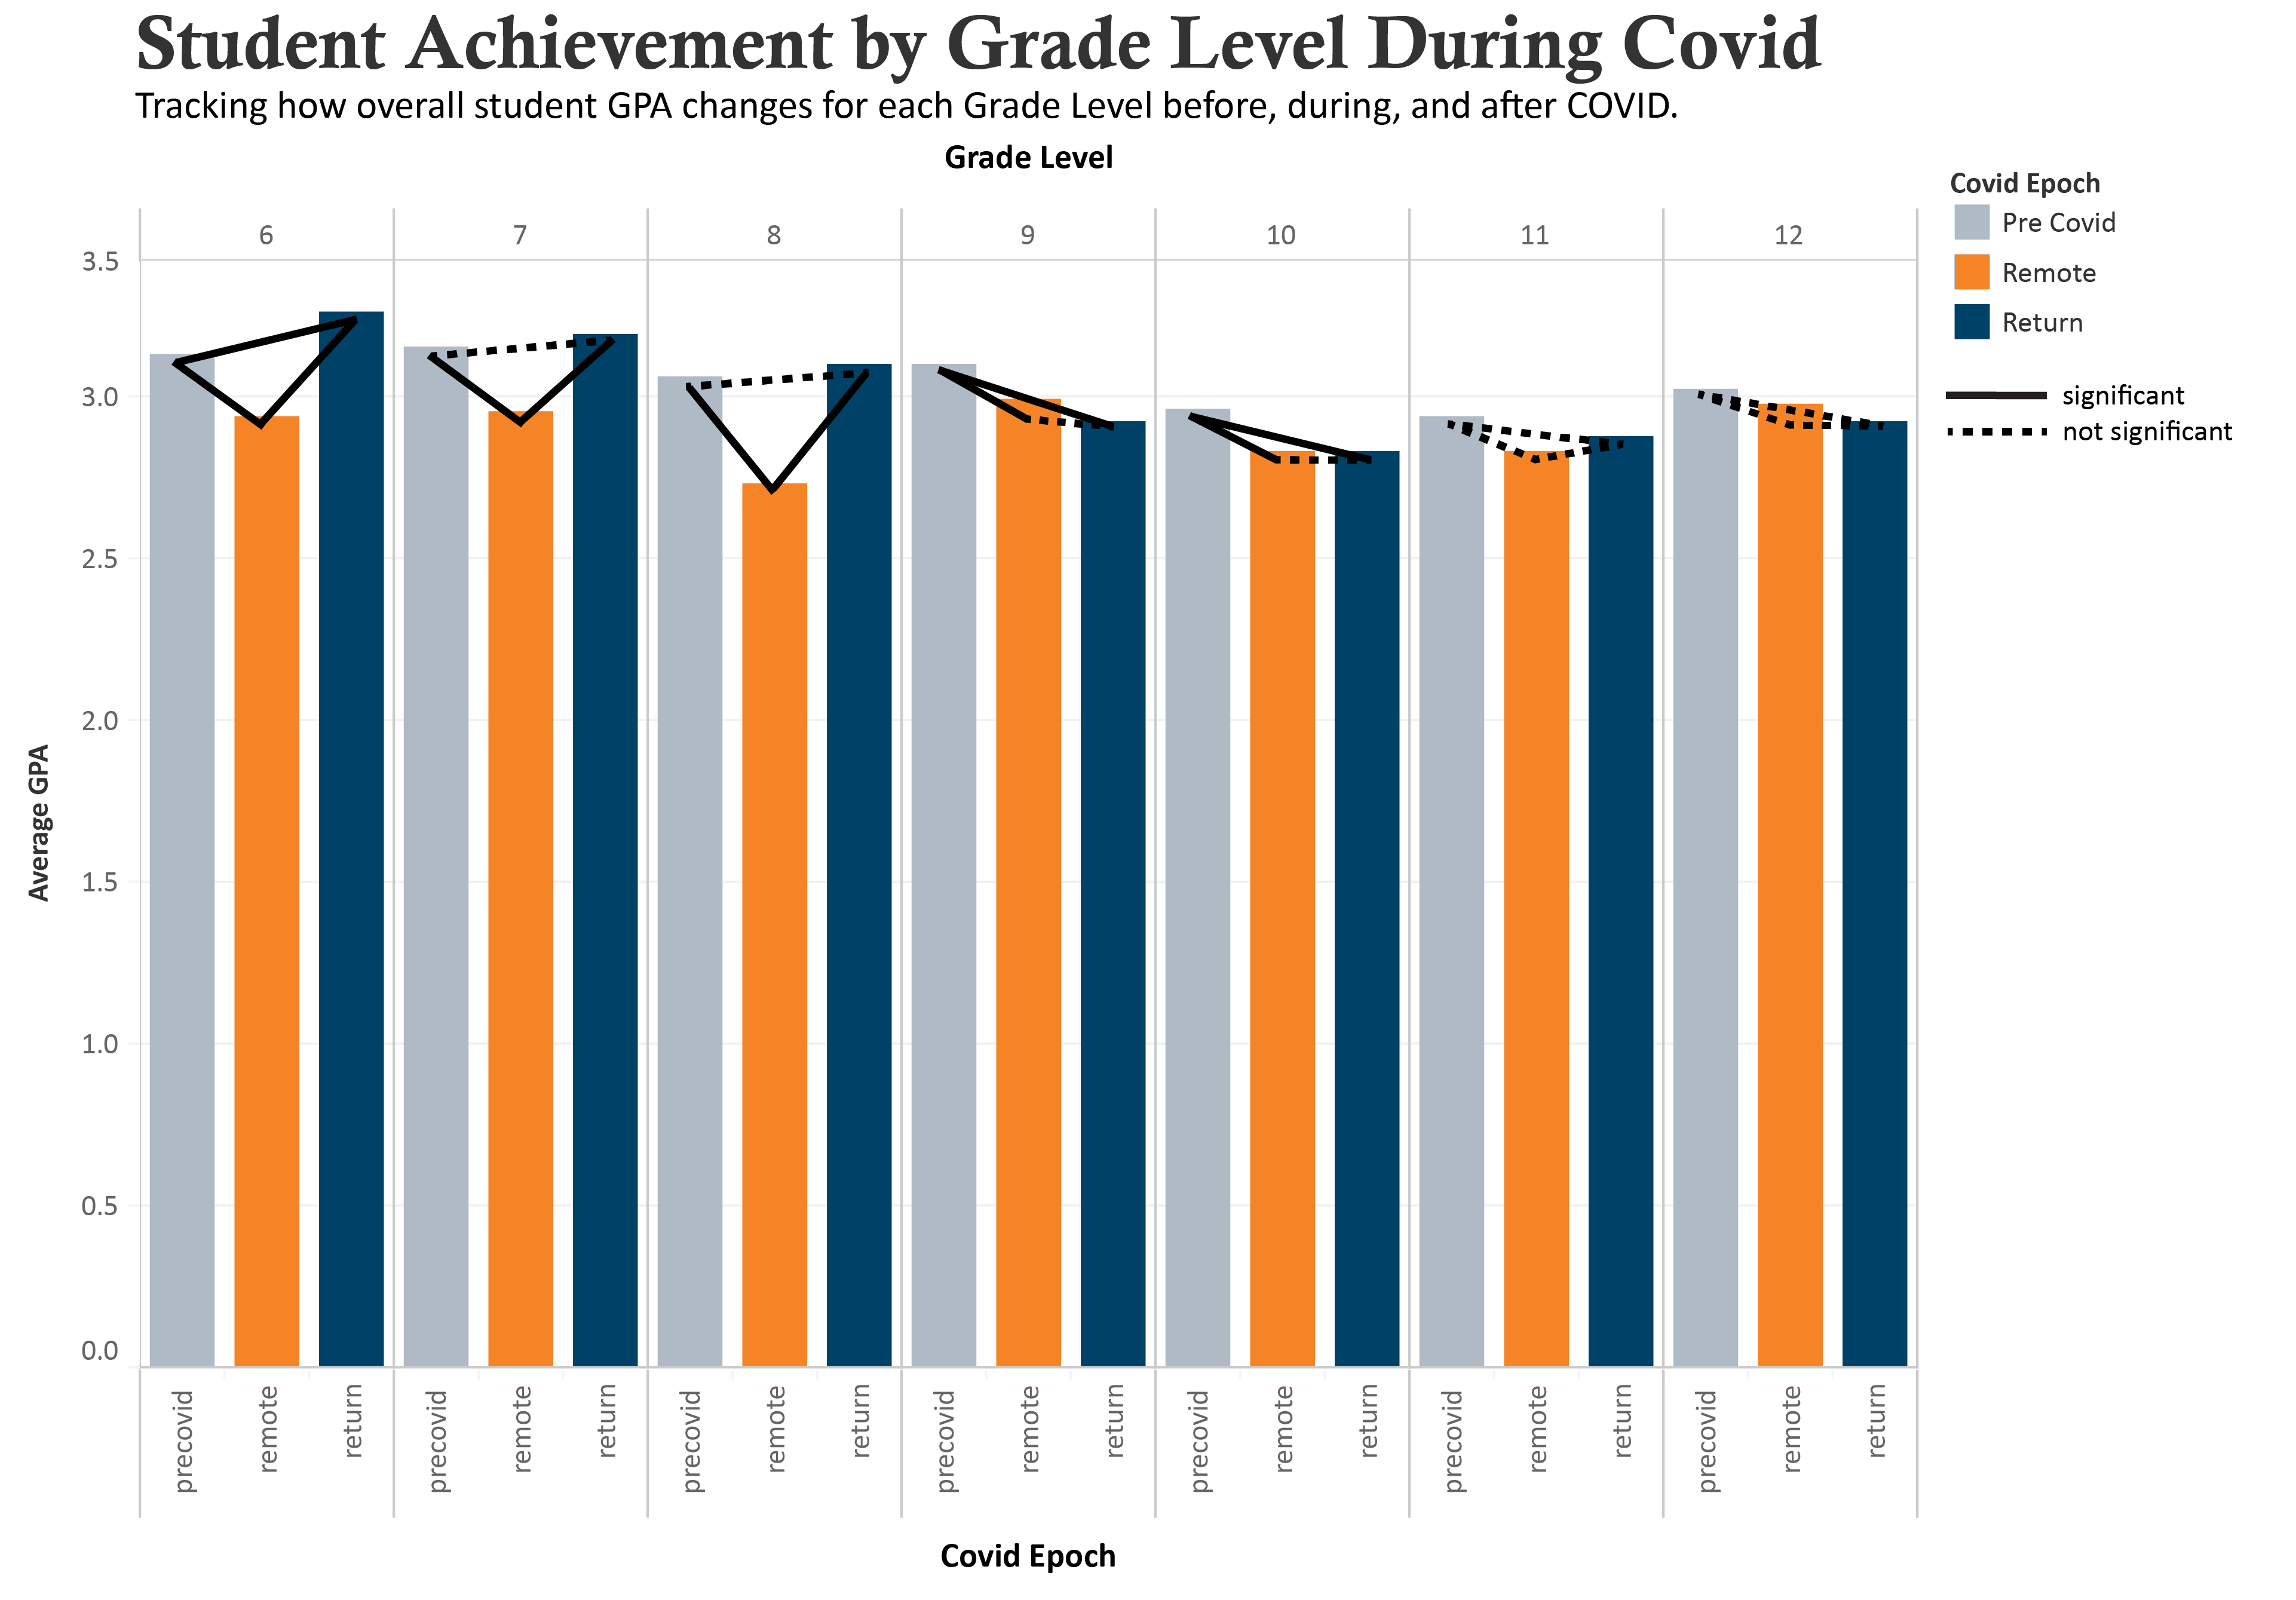 Student Achievement by Grade Level During Covid
Tracking how overall student GPA changes for each Grade Level before, during, and after COVID.
Grade Level
Covid Epoch
Pre Covid
Remote
Return
significant
not significant
6 7 8 9 10 11 12
3.5
3.0
2.5
2.0
1.5
1.0
0.5
0.0
Average GPA
precovid remote return precovid remote return precovid remote return precovid remote return precovid remote return precovid remote return precovid remote return
Covid Epoch